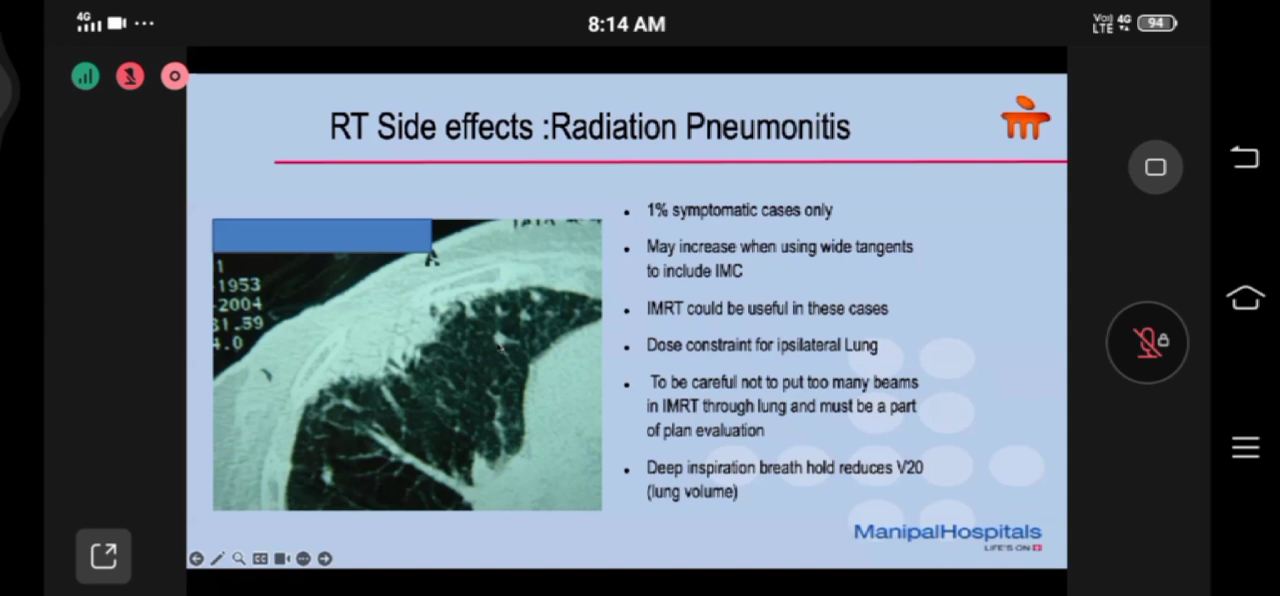 4G
8:14 AM
Vo))
LTE
4G
94
RT Side effects :Radiation Pneumonitis
1
-1953
-2004
31.59
4.0
A
1% symptomatic cases only
May increase when using wide tangents
to include IMC
IMRT could be useful in these cases
Dose constraint for ipsilateral Lung
To be careful not to put too many beams
in IMRT through lung and must be a part
of plan evaluation
Deep inspiration breath hold reduces V20
(lung volume)
ManipalHospitals
LIFE'S ON